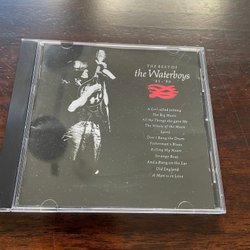 THE BEST OF
the Waterboys
81 - 90
A Girl called Johnny
The Big Music
All the Things she gave Me
The Whole of the Moon
Spirit
Don't Bang the Drum
Fisherman's Blues
Killing My Heart
Strange Boat
And a Bang on the Ear
Old England
A Man is in Love